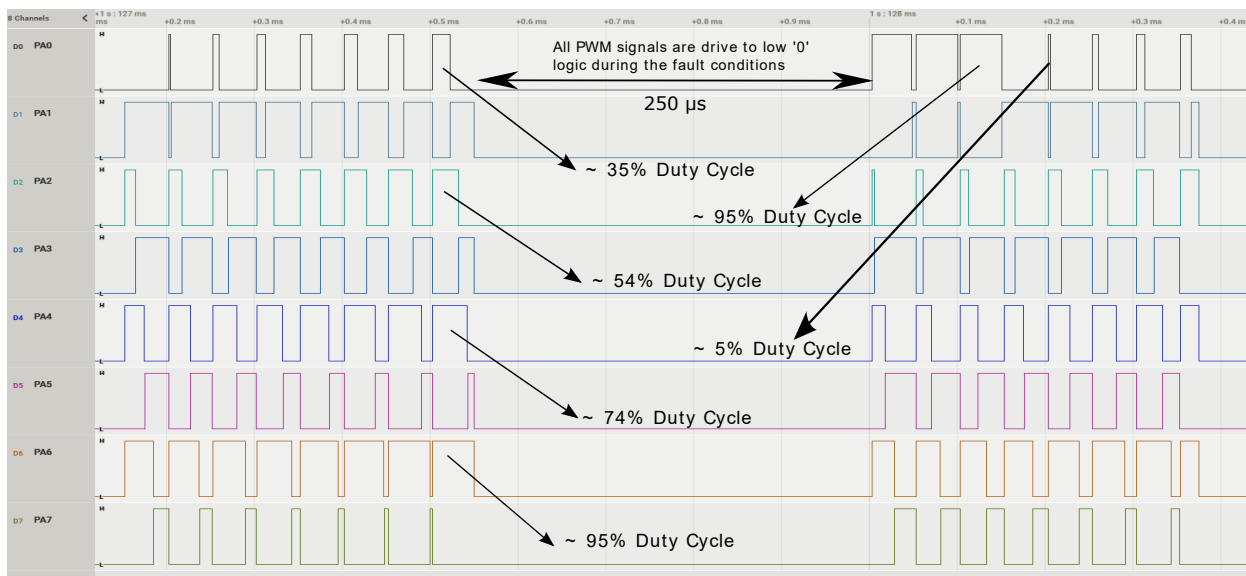 8 Channels
<
+1 s : 127 ms
ms
+0.2 ms
+0.3 ms
+0.4 ms
+0.5 ms
+0.6 ms
+0.7 ms
+0.8 ms
+0.9 ms
1 s : 128 ms
+0.1 ms
+0.2 ms
+0.3 ms
+0.4 m
D0 PA0
H
L
All PWM signals are drive to low '0'
logic during the fault conditions
250 µs
D1 PA1
H
L
~ 35% Duty Cycle
D2 PA2
H
L
~ 95% Duty Cycle
D3 PA3
H
L
~ 54% Duty Cycle
D4 PA4
H
L
~ 5% Duty Cycle
D5 PA5
H
L
~ 74% Duty Cycle
D6 PA6
H
L
D7 PA7
H
L
~ 95% Duty Cycle